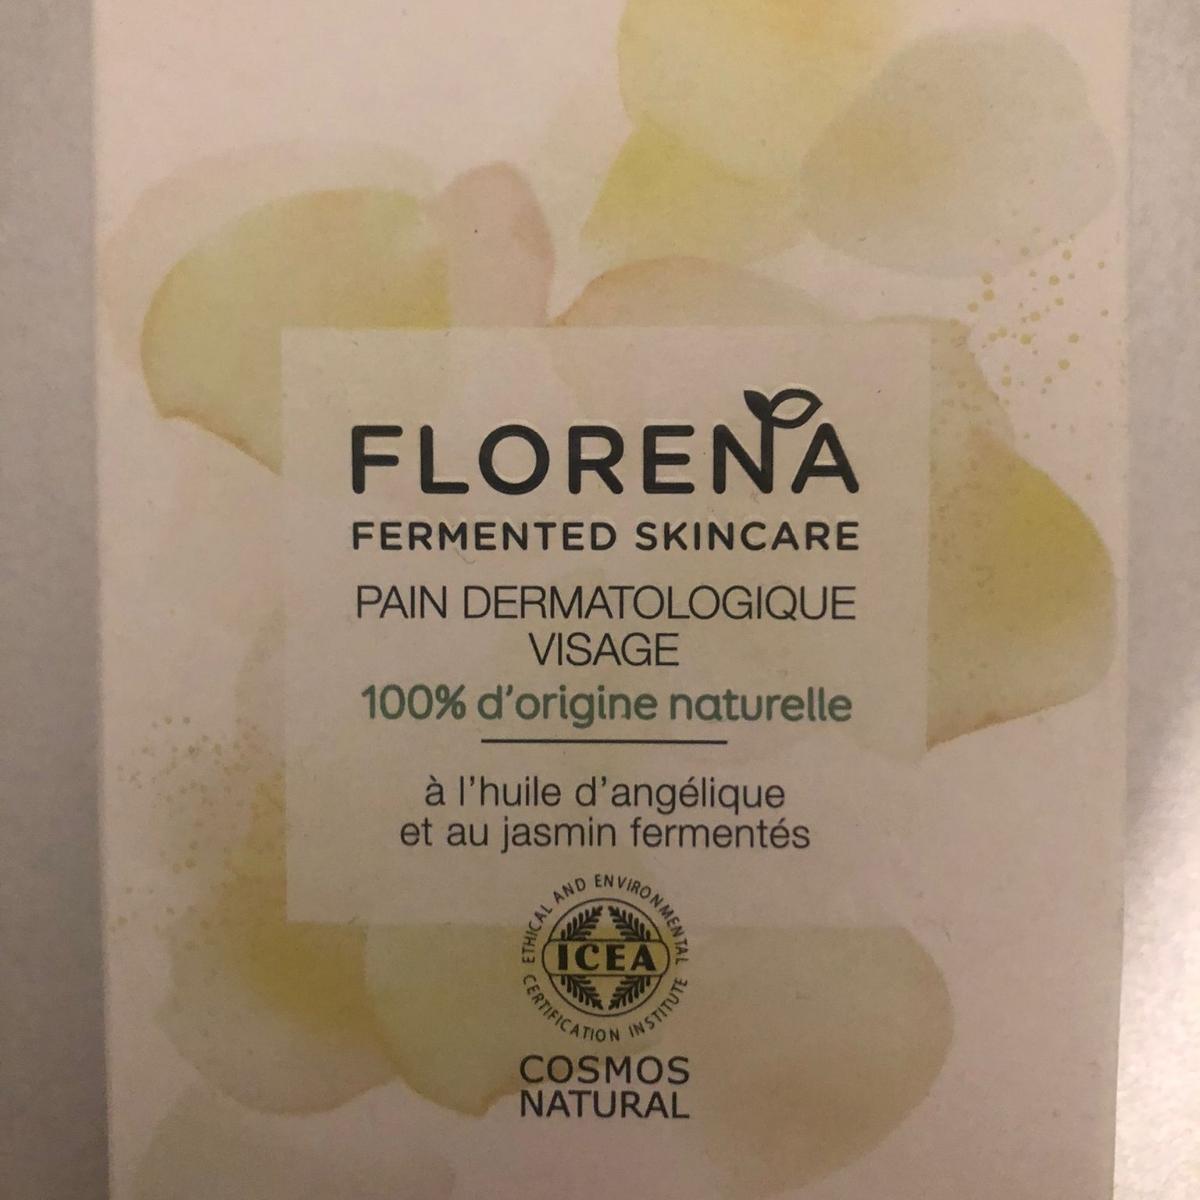 FLORENA
FERMENTED SKINCARE
PAIN DERMATOLOGIQUE
VISAGE
100% d'origine naturelle
à l'huile d'angélique
et au jasmin fermentés
ETHICAL AND ENVIRONMENTAL
ICEA
CERTIFICATION INSTITUTE
COSMOS
NATURAL